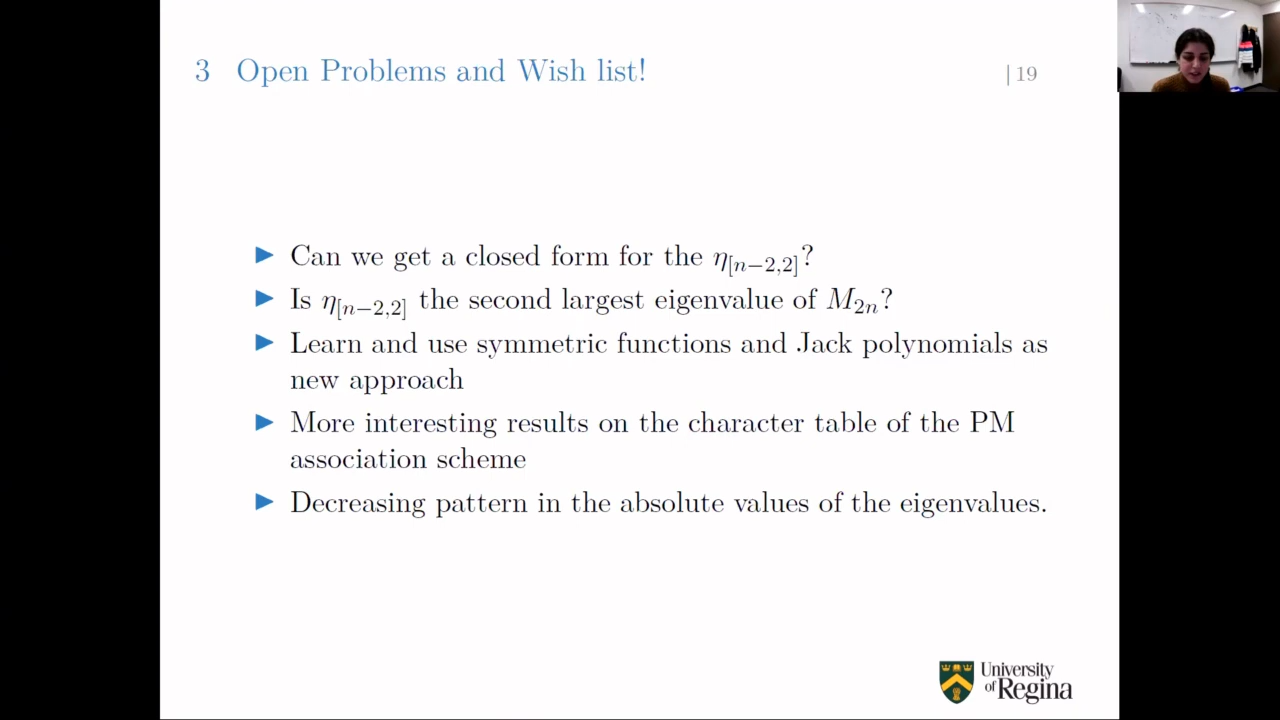 3 Open Problems and Wish list!
| 19
▶ Can we get a closed form for the η[n−2,2]?
▶ Is η[n−2,2] the second largest eigenvalue of M2n?
▶ Learn and use symmetric functions and Jack polynomials as
new approach
▶ More interesting results on the character table of the PM
association scheme
▶ Decreasing pattern in the absolute values of the eigenvalues.
University
of Regina